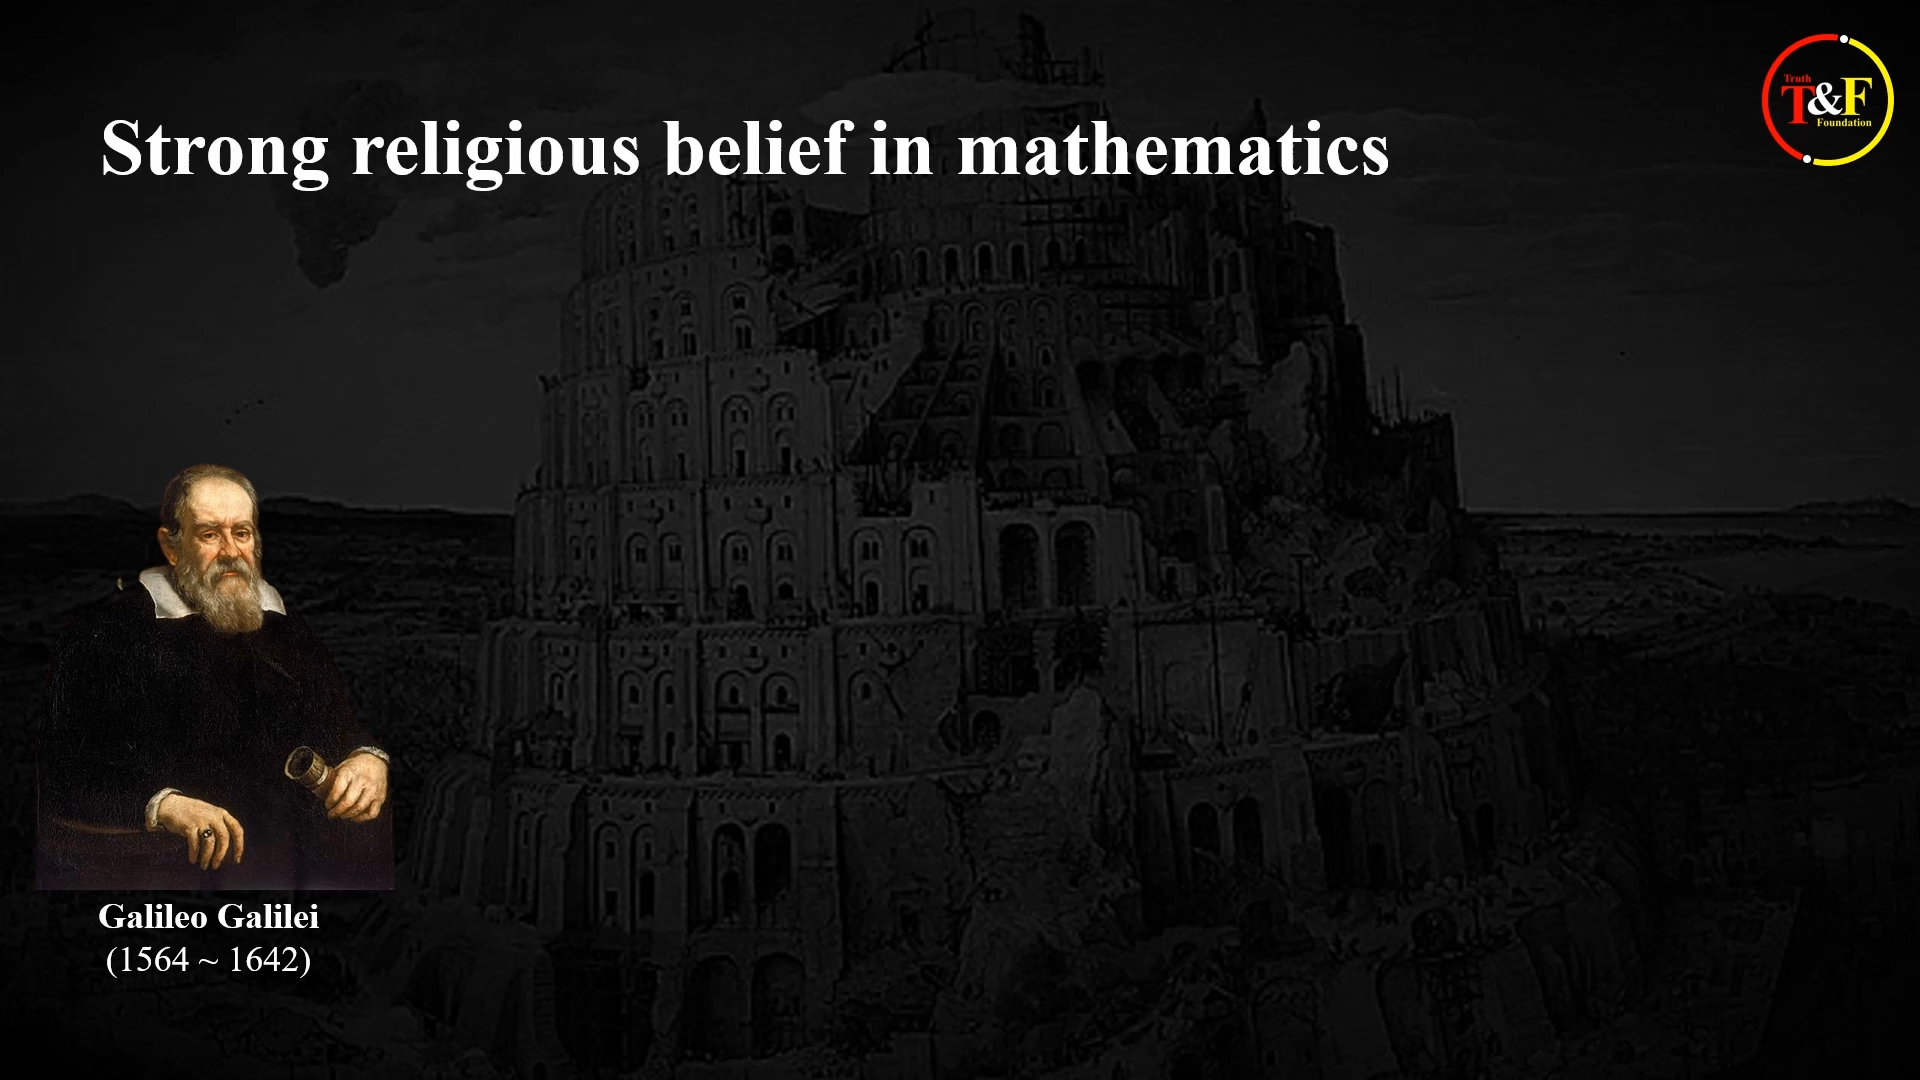 Strong religious belief in mathematics
Truth
T&F
Foundation
Galileo Galilei
(1564 ~ 1642)